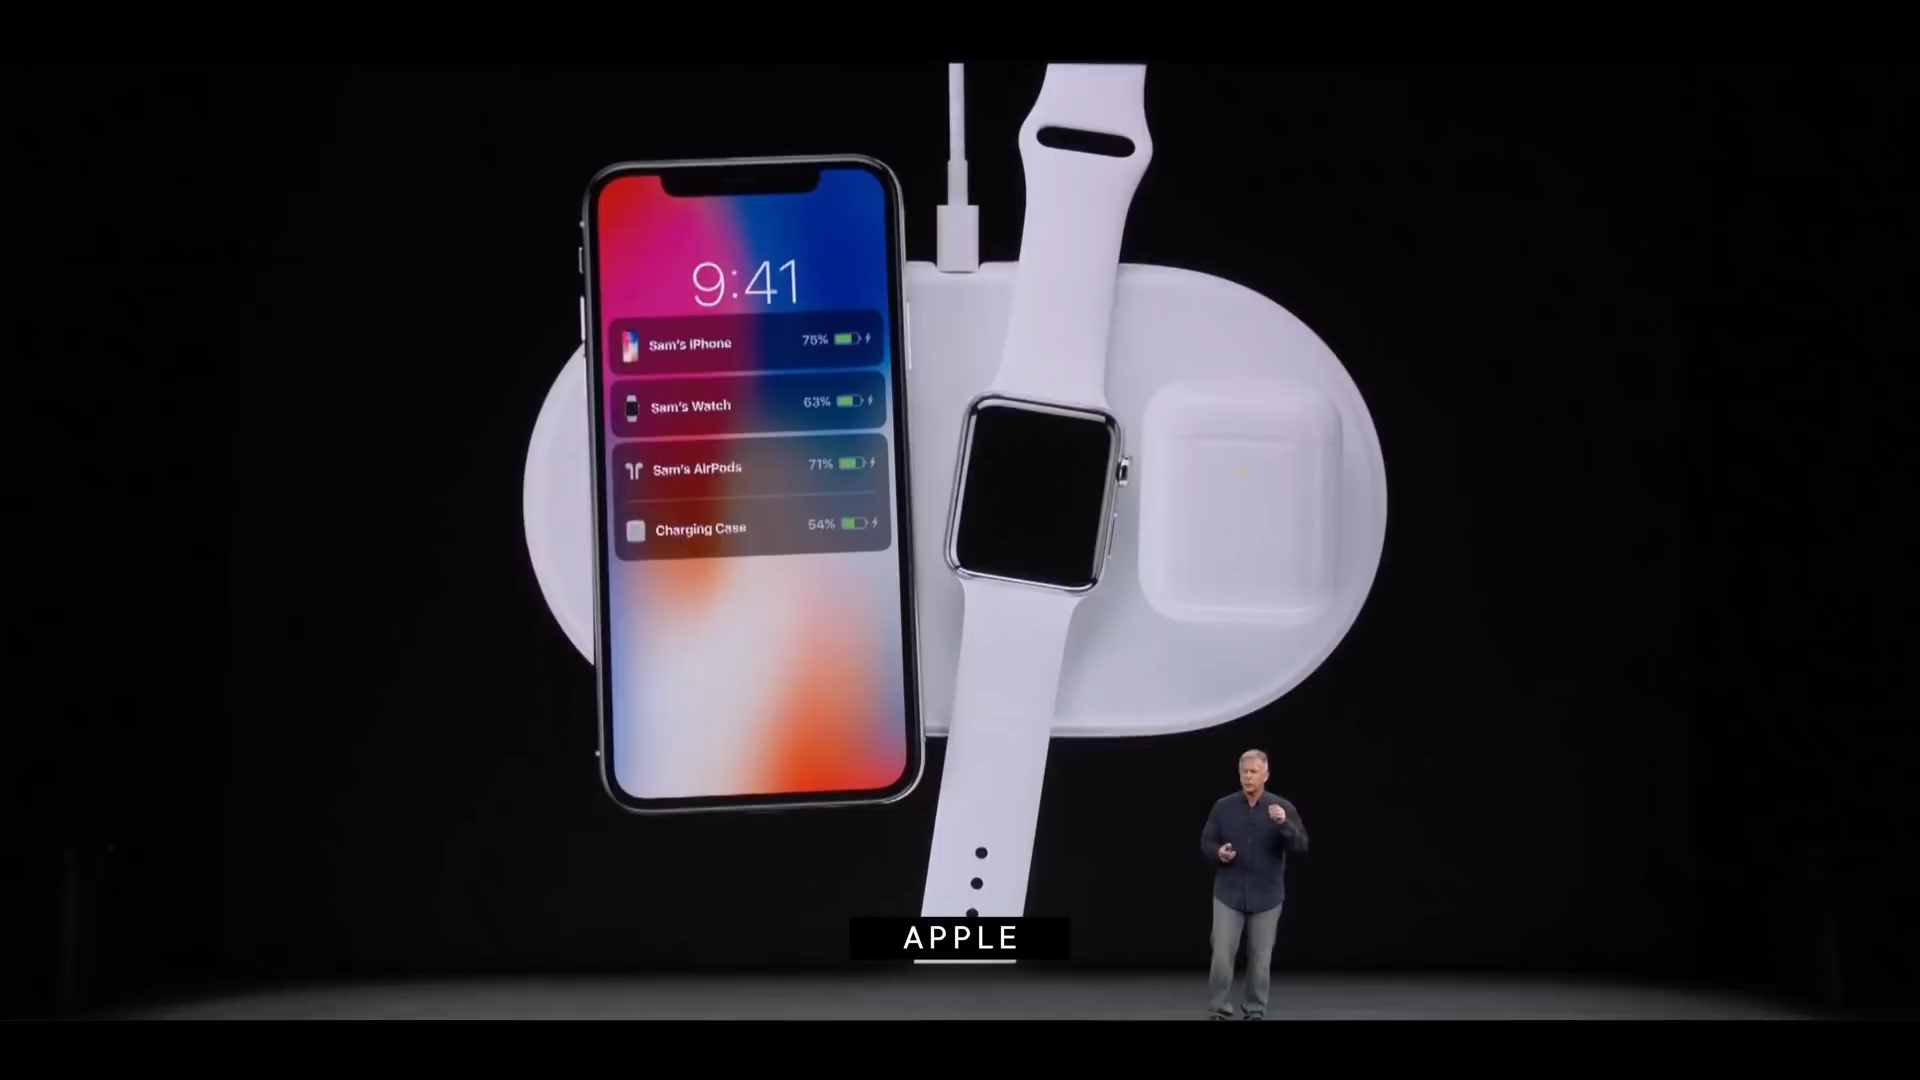 9:41
Sam's iPhone 75%
Sam's Watch 63%
Sam's AirPods 71%
Charging Case 54%
APPLE